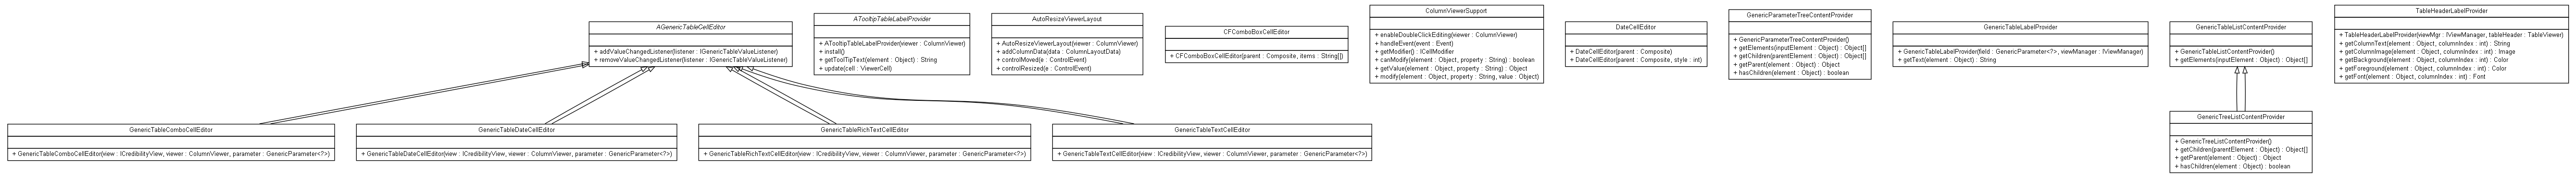 AGenericTableCellEditor
+ addValueChangedListener(listener : IGenericTableValueListener)
+ removeValueChangedListener(listener : IGenericTableValueListener)
ATooltipTableLabelProvider
+ ATooltipTableLabelProvider(viewer : ColumnViewer)
+ install()
+ getToolTipText(element : Object) : String
+ update(cell : ViewerCell)
AutoResizeViewerLayout
+ AutoResizeViewerLayout(viewer : ColumnViewer)
+ addColumnData(data : ColumnLayoutData)
+ controlMoved(e : ControlEvent)
+ controlResized(e : ControlEvent)
CFComboBoxCellEditor
+ CFComboBoxCellEditor(parent : Composite, items : String[])
ColumnViewerSupport
+ enableDoubleClickEditing(viewer : ColumnViewer)
+ handleEvent(event : Event)
+ getModifier() : ICellModifier
+ canModify(element : Object, property : String) : boolean
+ getValue(element : Object, property : String) : Object
+ modify(element : Object, property : String, value : Object)
DateCellEditor
+ DateCellEditor(parent : Composite)
+ DateCellEditor(parent : Composite, style : int)
GenericParameterTreeContentProvider
+ GenericParameterTreeContentProvider()
+ getElements(inputElement : Object) : Object[]
+ getChildren(parentElement : Object) : Object[]
+ getParent(element : Object) : Object
+ hasChildren(element : Object) : boolean
GenericTableLabelProvider
+ GenericTableLabelProvider(field : GenericParameter<?>, viewManager : IViewManager)
+ getText(element : Object) : String
GenericTableListContentProvider
+ GenericTableListContentProvider()
+ getElements(inputElement : Object) : Object[]
TableHeaderLabelProvider
+ TableHeaderLabelProvider(viewMgr : IViewManager, tableHeader : TableViewer)
+ getColumnText(element : Object, columnIndex : int) : String
+ getColumnImage(element : Object, columnIndex : int) : Image
+ getBackground(element : Object, columnIndex : int) : Color
+ getForeground(element : Object, columnIndex : int) : Color
+ getFont(element : Object, columnIndex : int) : Font
GenericTableComboCellEditor
+ GenericTableComboCellEditor(view : ICredibilityView, viewer : ColumnViewer, parameter : GenericParameter<?>)
GenericTableDateCellEditor
+ GenericTableDateCellEditor(view : ICredibilityView, viewer : ColumnViewer, parameter : GenericParameter<?>)
GenericTableRichTextCellEditor
+ GenericTableRichTextCellEditor(view : ICredibilityView, viewer : ColumnViewer, parameter : GenericParameter<?>)
GenericTableTextCellEditor
+ GenericTableTextCellEditor(view : ICredibilityView, viewer : ColumnViewer, parameter : GenericParameter<?>)
GenericTreeListContentProvider
+ GenericTreeListContentProvider()
+ getChildren(parentElement : Object) : Object[]
+ getParent(element : Object) : Object
+ hasChildren(element : Object) : boolean